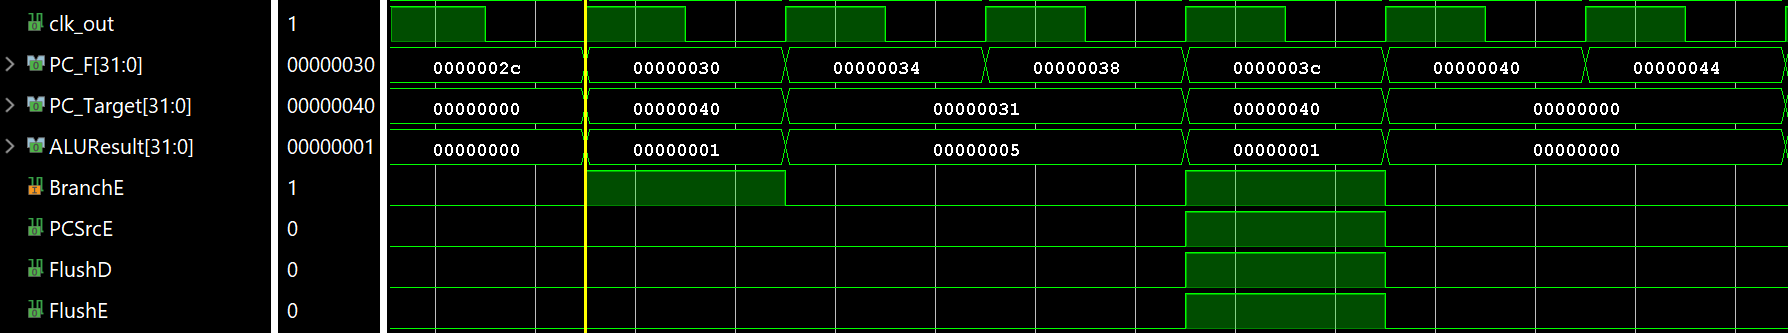 clk_out 1
PC_F[31:0] 00000030 0000002c 00000030 00000034 00000038 0000003c 00000040 00000044
PC_Target[31:0] 00000040 00000000 00000040 00000031 00000040 00000000
ALUResult[31:0] 00000001 00000000 00000001 00000005 00000001 00000000
BranchE 1
PCSrcE 0
FlushD 0
FlushE 0